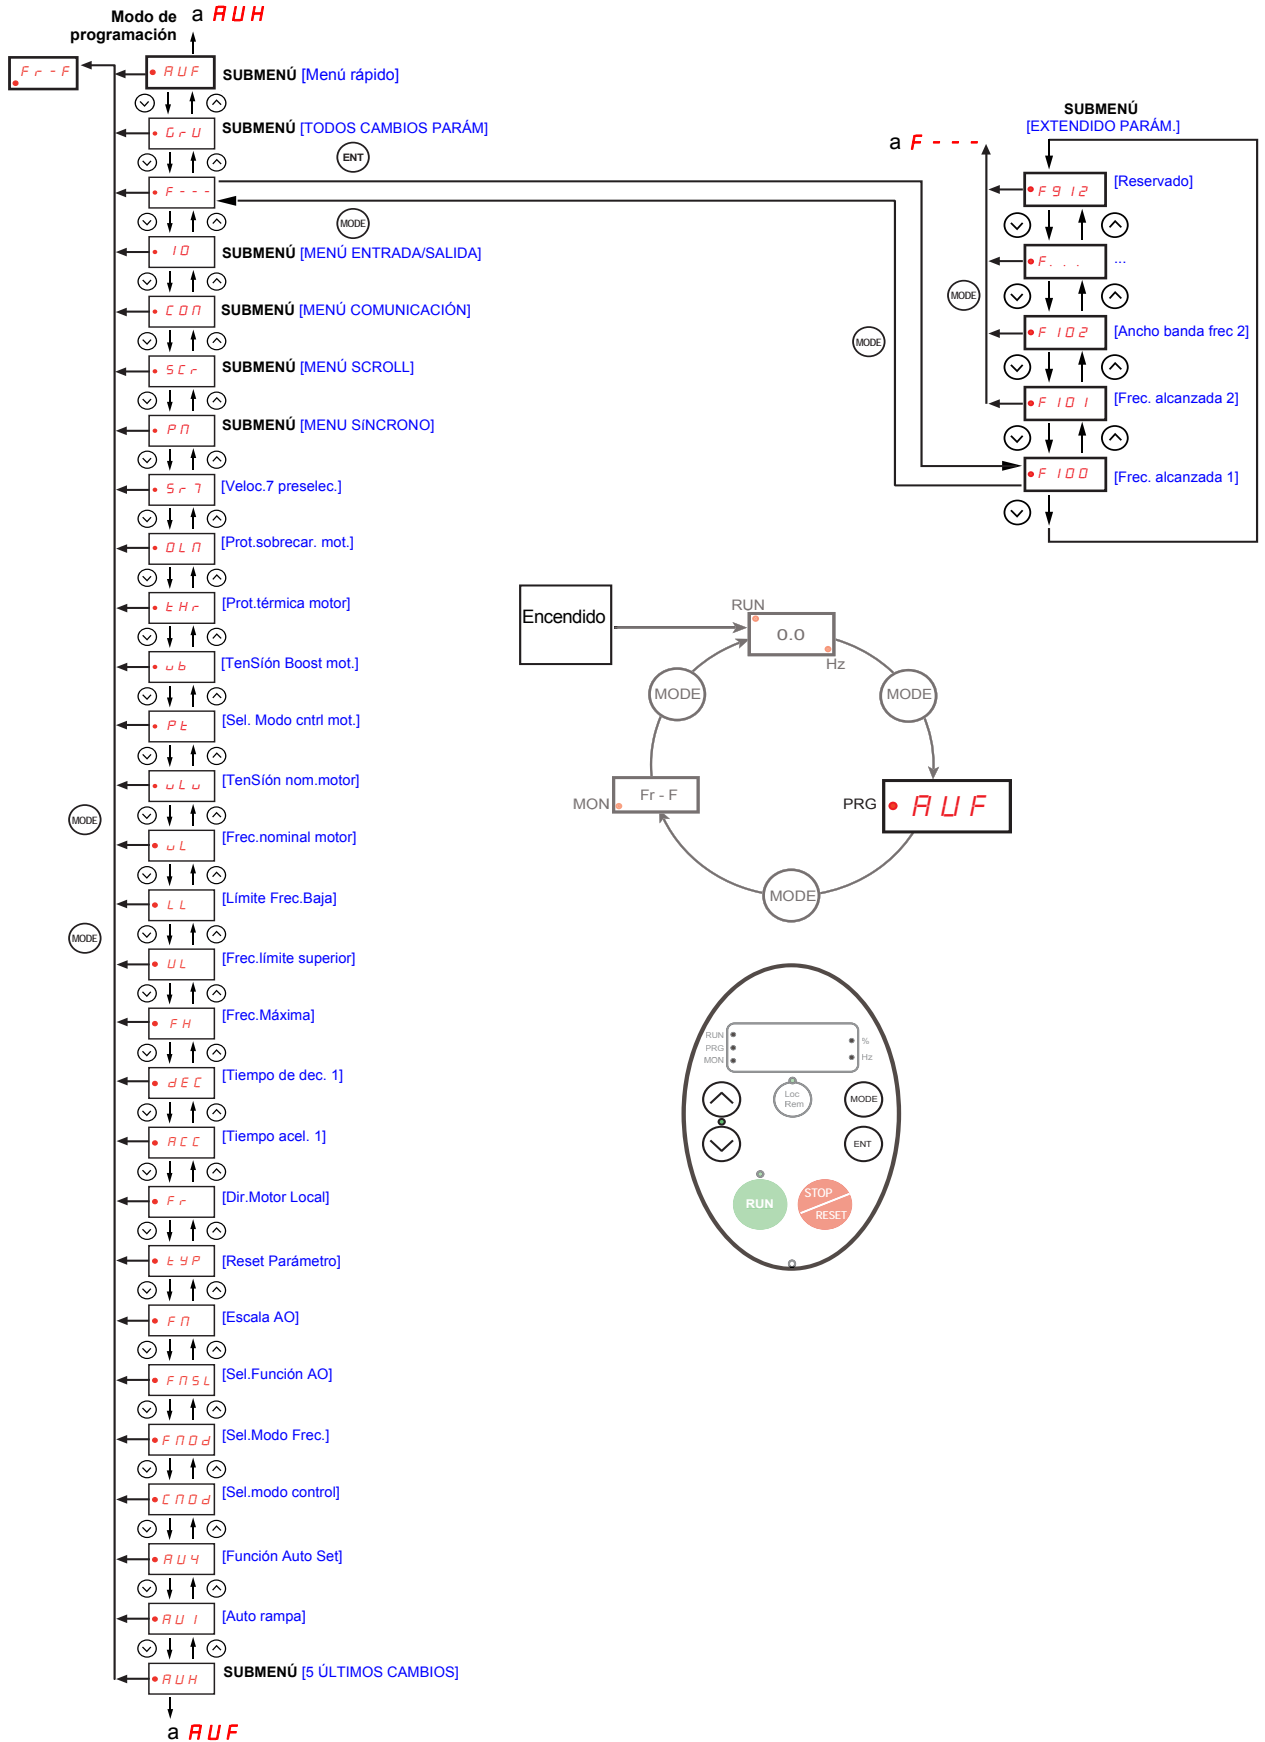 Modo de
programación
a AUH
Fr-F
AUF
SUBMENÚ [Menú rápido]
GrU
SUBMENÚ [TODOS CAMBIOS PARÁM]
ENT
F---
MODE
IO
SUBMENÚ [MENÚ ENTRADA/SALIDA]
COM
SUBMENÚ [MENÚ COMUNICACIÓN]
SCr
SUBMENÚ [MENÚ SCROLL]
PM
SUBMENÚ [MENU SíNCRONO]
Sr7
[Veloc.7 preselec.]
OLM
[Prot.sobrecar. mot.]
tHr
[Prot.térmica motor]
ub
[TenSíón Boost mot.]
Pt
[Sel. Modo cntrl mot.]
uLu
[TenSíón nom.motor]
MODE
uL
[Frec.nominal motor]
LL
[Límite Frec.Baja]
MODE
UL
[Frec.límite superior]
FH
[Frec.Máxima]
dEC
[Tiempo de dec. 1]
ACC
[Tiempo acel. 1]
Fr
[Dir.Motor Local]
tYP
[Reset Parámetro]
FM
[Escala AO]
FMSL
[Sel.Función AO]
FMOd
[Sel.Modo Frec.]
CMOd
[Sel.modo control]
AU4
[Función Auto Set]
AU1
[Auto rampa]
AUH
SUBMENÚ [5 ÚLTIMOS CAMBIOS]
a AUF
SUBMENÚ
[EXTENDIDO PARÁM.]
a F---
F912
[Reservado]
F...
...
MODE
F102
[Ancho banda frec 2]
MODE
F101
[Frec. alcanzada 2]
F100
[Frec. alcanzada 1]
Encendido
RUN
0.0
Hz
MODE
MODE
MON
Fr - F
PRG
AUF
MODE
RUN
PRG
MON
%
Hz
Loc
Rem
MODE
ENT
RUN
STOP
RESET